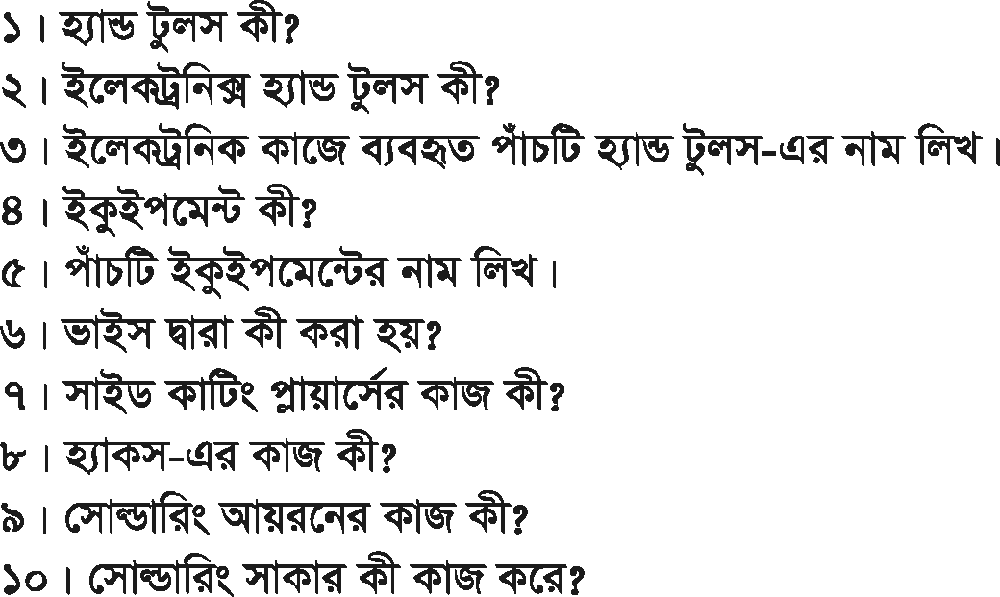 ১। হ্যান্ড টুলস কী?
২। ইলেকট্রনিক্স হ্যান্ড টুলস কী?
৩। ইলেকট্রনিক কাজে ব্যবহৃত পাঁচটি হ্যান্ড টুলস-এর নাম লিখ।
৪। ইকুইপমেন্ট কী?
৫। পাঁচটি ইকুইপমেন্টের নাম লিখ।
৬। ভাইস দ্বারা কী করা হয়?
৭। সাইড কাটিং প্লায়ার্সের কাজ কী?
৮। হ্যাকস-এর কাজ কী?
৯। সোল্ডারিং আয়রনের কাজ কী?
১০। সোল্ডারিং সাকার কী কাজ করে?